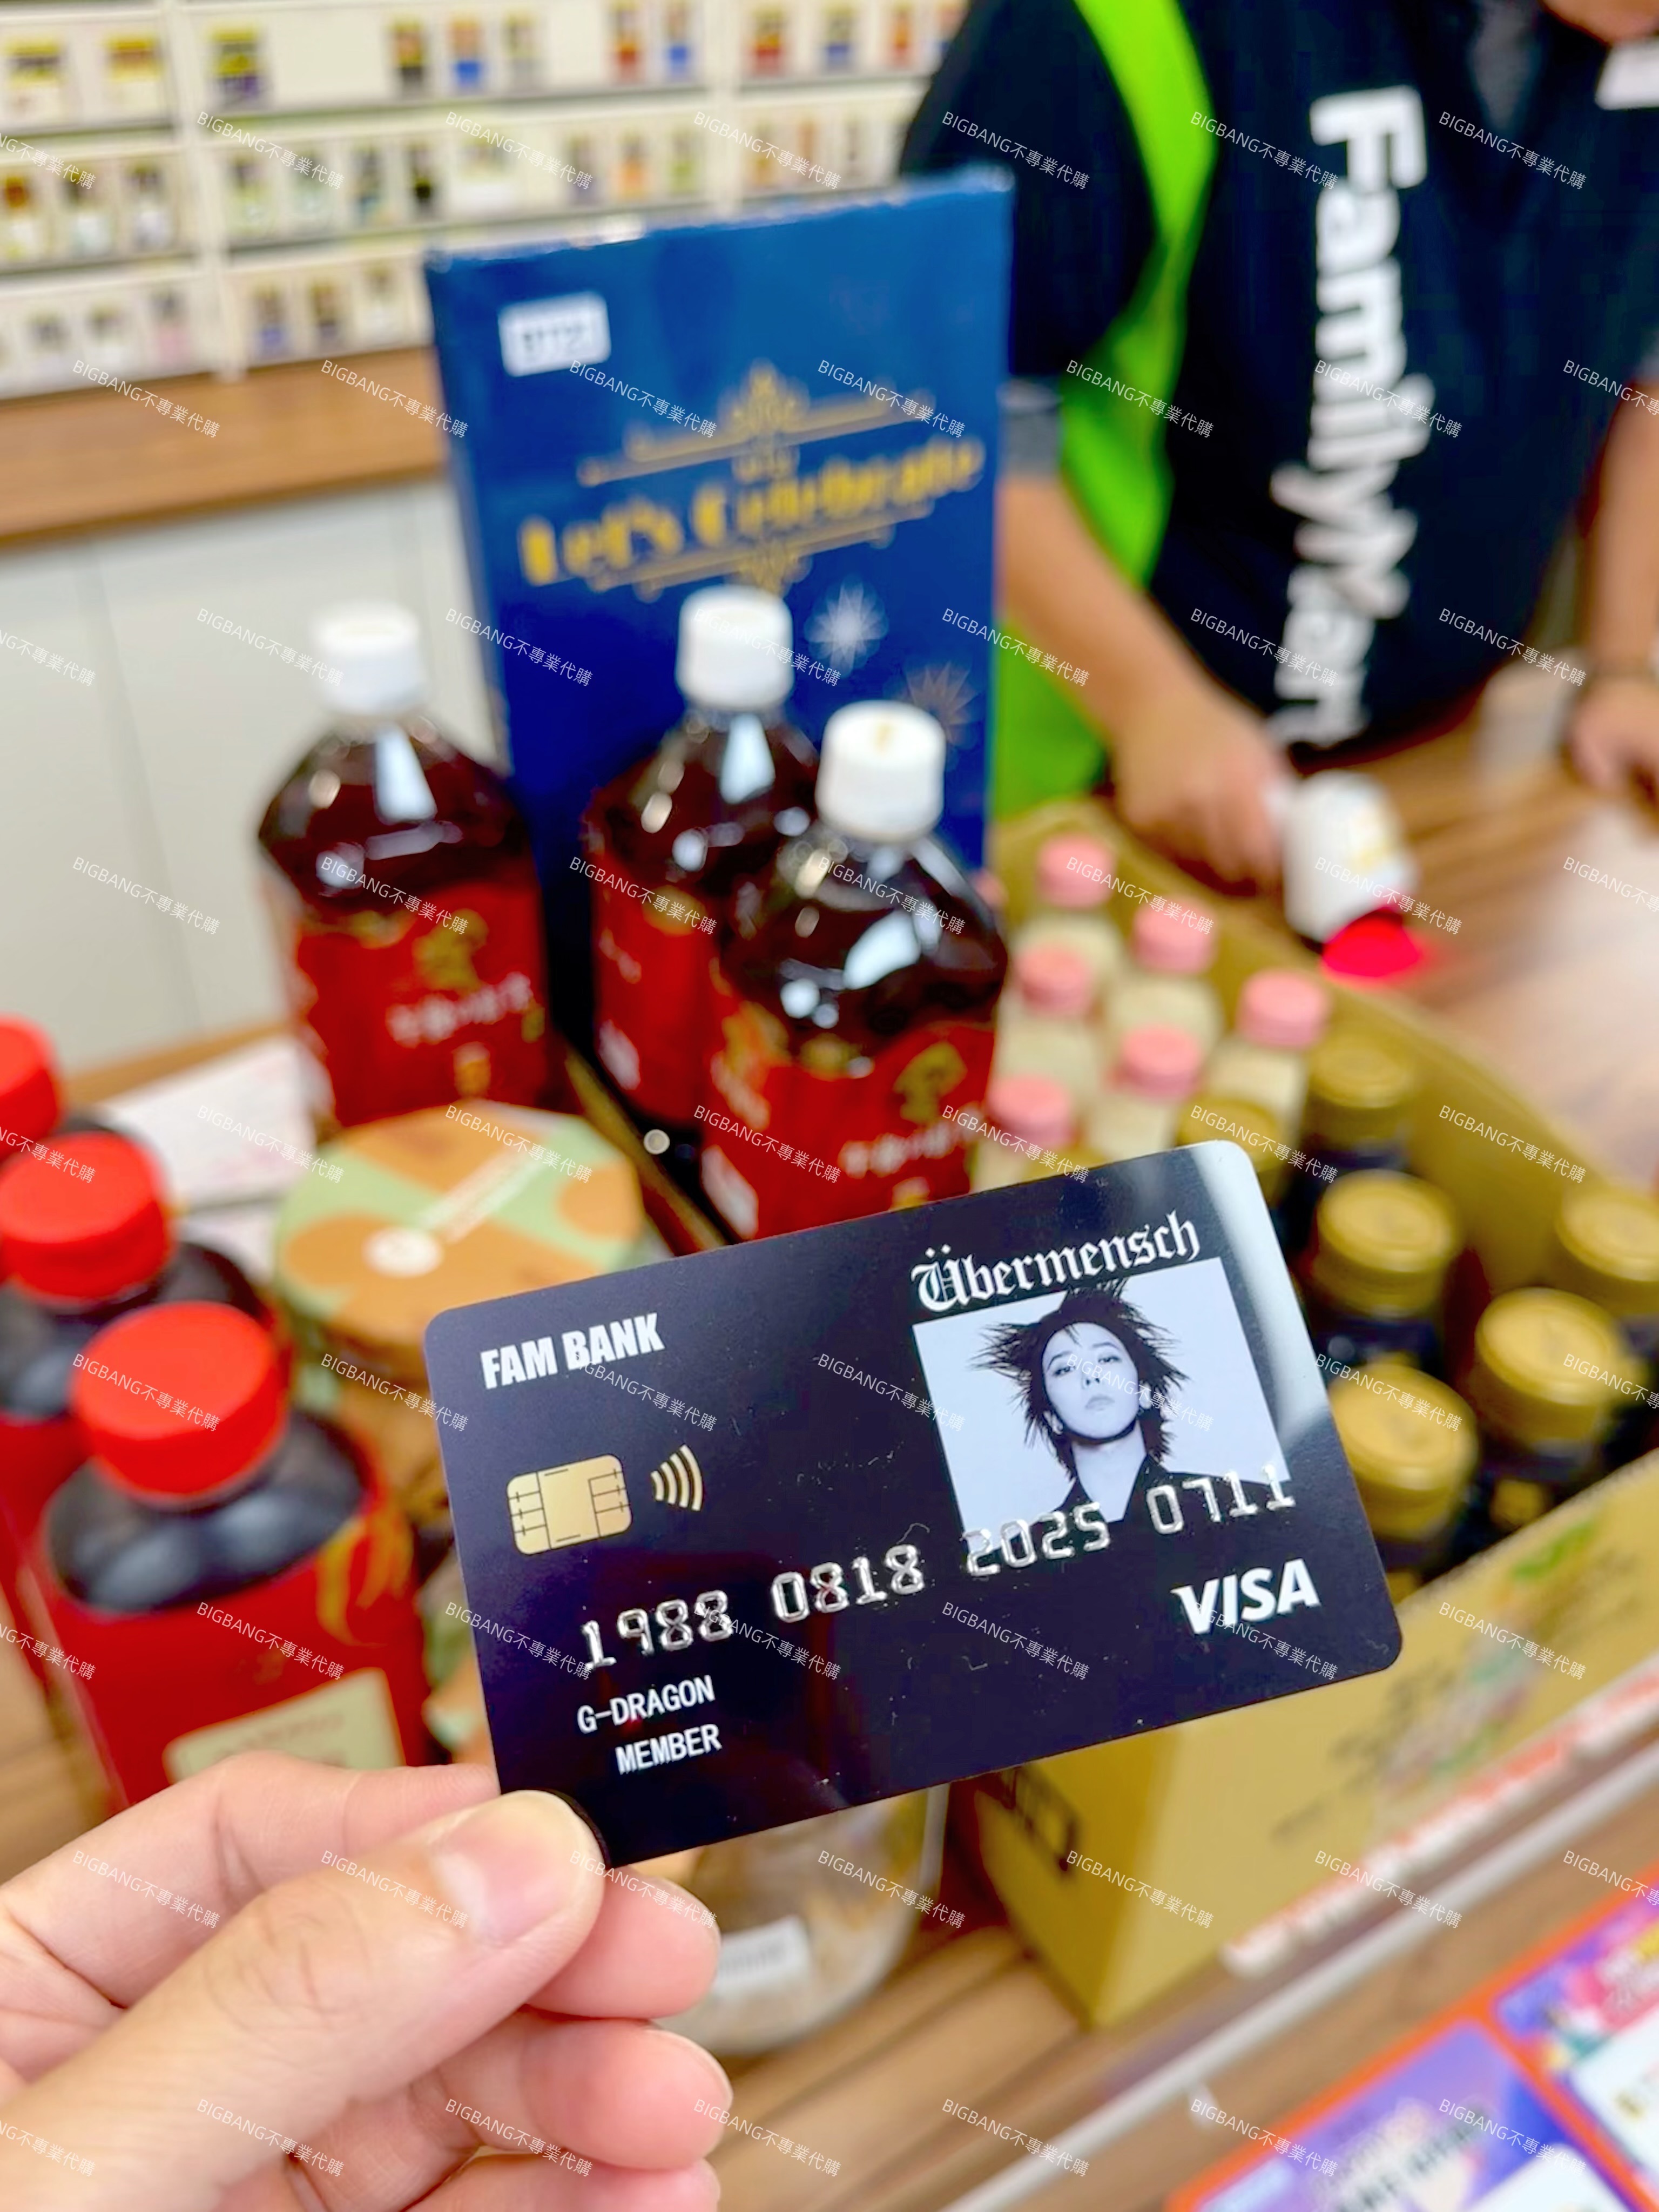 FamilyMart
Let's Celebrate
Übermensch
FAM BANK
1988 0818 2025 0711
VISA
G-DRAGON
MEMBER
BIGBANG不專業代購